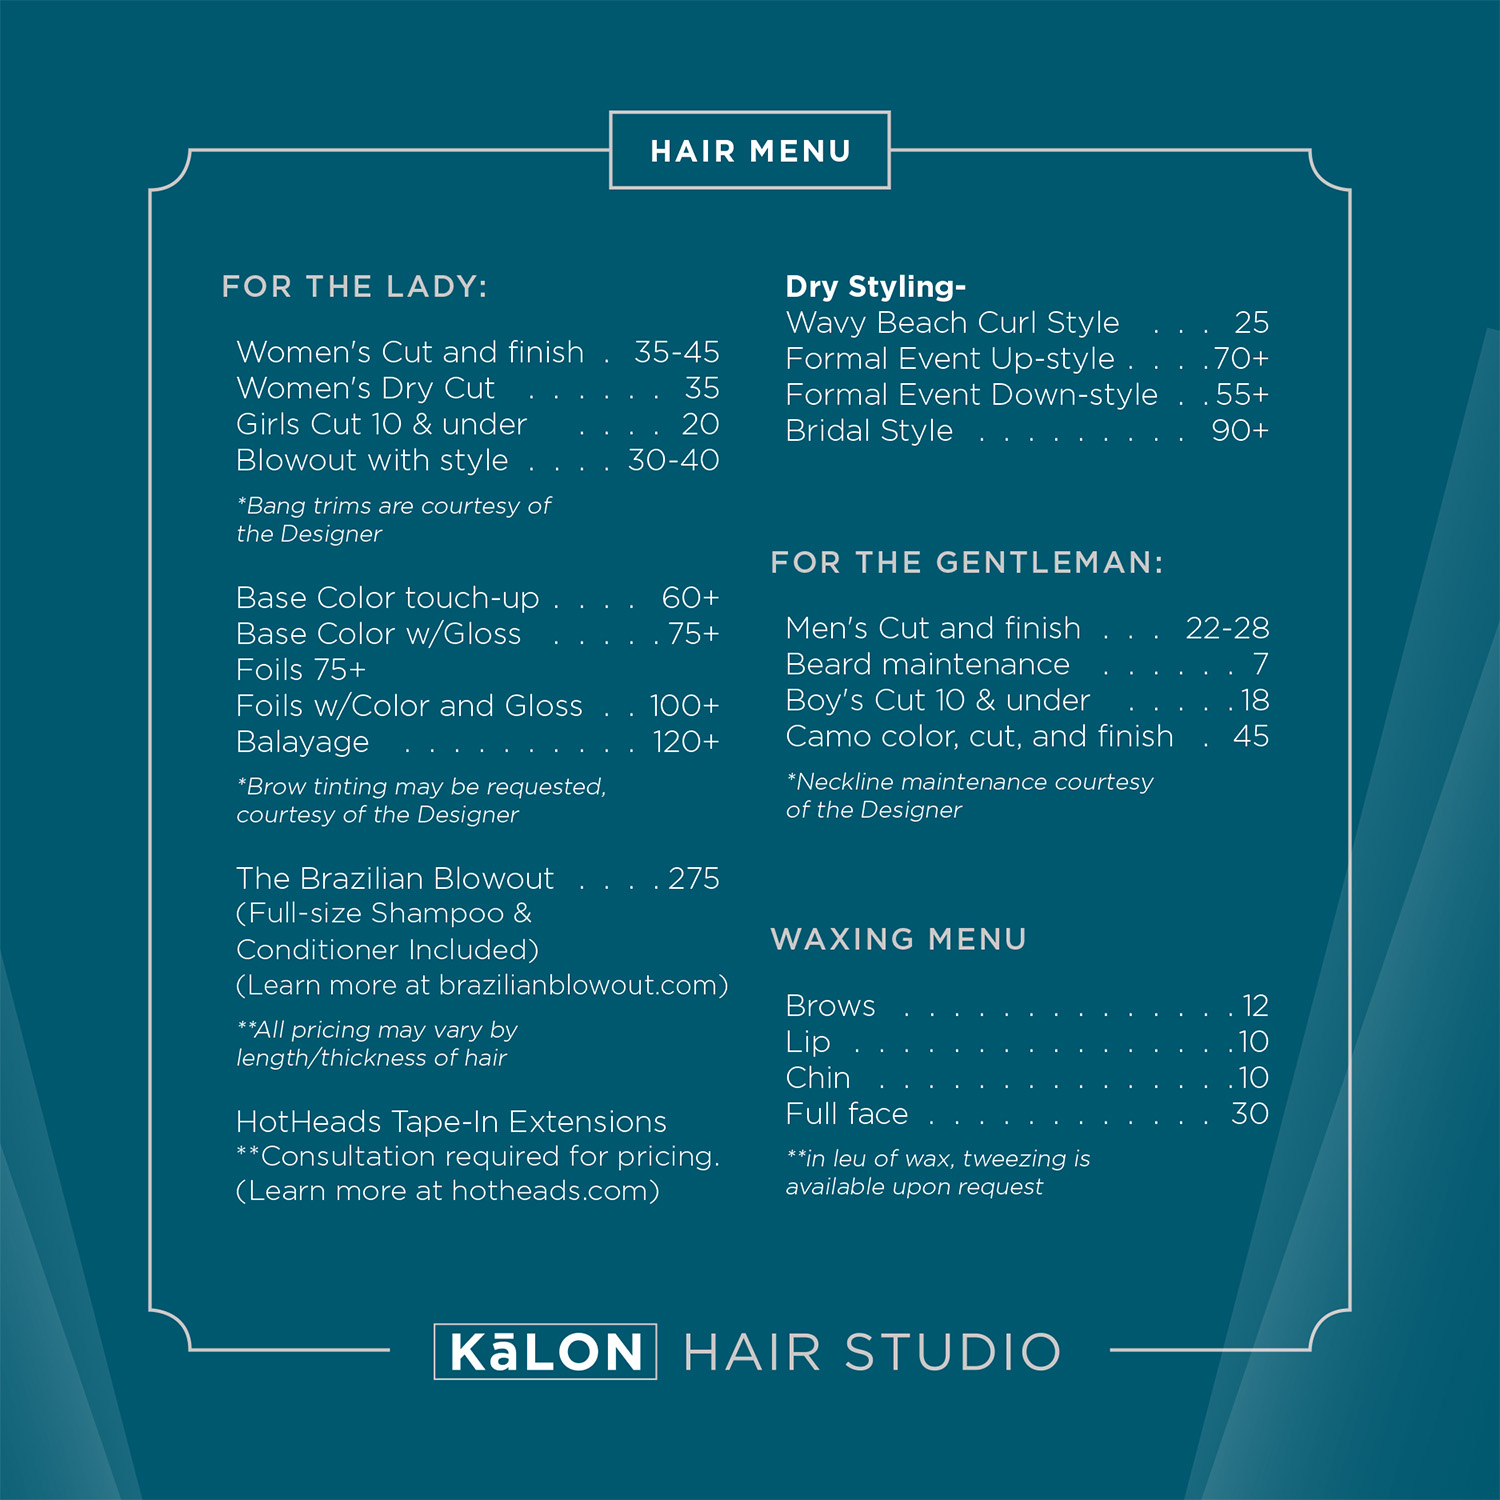 HAIR MENU
FOR THE LADY:
Women's Cut and finish . 35-45
Women's Dry Cut . . . . . . 35
Girls Cut 10 & under . . . . 20
Blowout with style . . . . 30-40
*Bang trims are courtesy of
the Designer
Base Color touch-up . . . . 60+
Base Color w/Gloss . . . . . 75+
Foils 75+
Foils w/Color and Gloss . . 100+
Balayage . . . . . . . . . . 120+
*Brow tinting may be requested,
courtesy of the Designer
The Brazilian Blowout . . . . 275
(Full-size Shampoo &
Conditioner Included)
(Learn more at brazilianblowout.com)
**All pricing may vary by
length/thickness of hair
HotHeads Tape-In Extensions
**Consultation required for pricing.
(Learn more at hotheads.com)
Dry Styling-
Wavy Beach Curl Style . . . 25
Formal Event Up-style . . . . 70+
Formal Event Down-style . . 55+
Bridal Style . . . . . . . . . 90+
FOR THE GENTLEMAN:
Men's Cut and finish . . . 22-28
Beard maintenance . . . . . . 7
Boy's Cut 10 & under . . . . . 18
Camo color, cut, and finish . 45
*Neckline maintenance courtesy
of the Designer
WAXING MENU
Brows . . . . . . . . . . . . . . 12
Lip . . . . . . . . . . . . . . . . 10
Chin . . . . . . . . . . . . . . . 10
Full face . . . . . . . . . . . . 30
**in leu of wax, tweezing is
available upon request
KāLON HAIR STUDIO